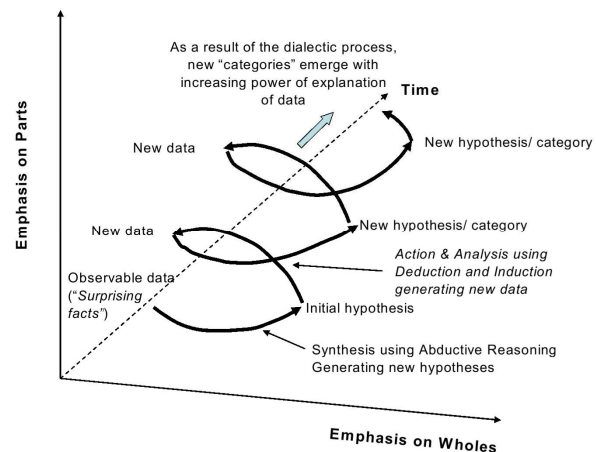 As a result of the dialectic process,
new “categories” emerge with
increasing power of explanation
of data
Time
New data
New hypothesis/ category
Emphasis on Parts
New data
New hypothesis/ category
Action & Analysis using
Deduction and Induction
generating new data
Observable data
(“Surprising
facts”)
Initial hypothesis
Synthesis using Abductive Reasoning
Generating new hypotheses
Emphasis on Wholes